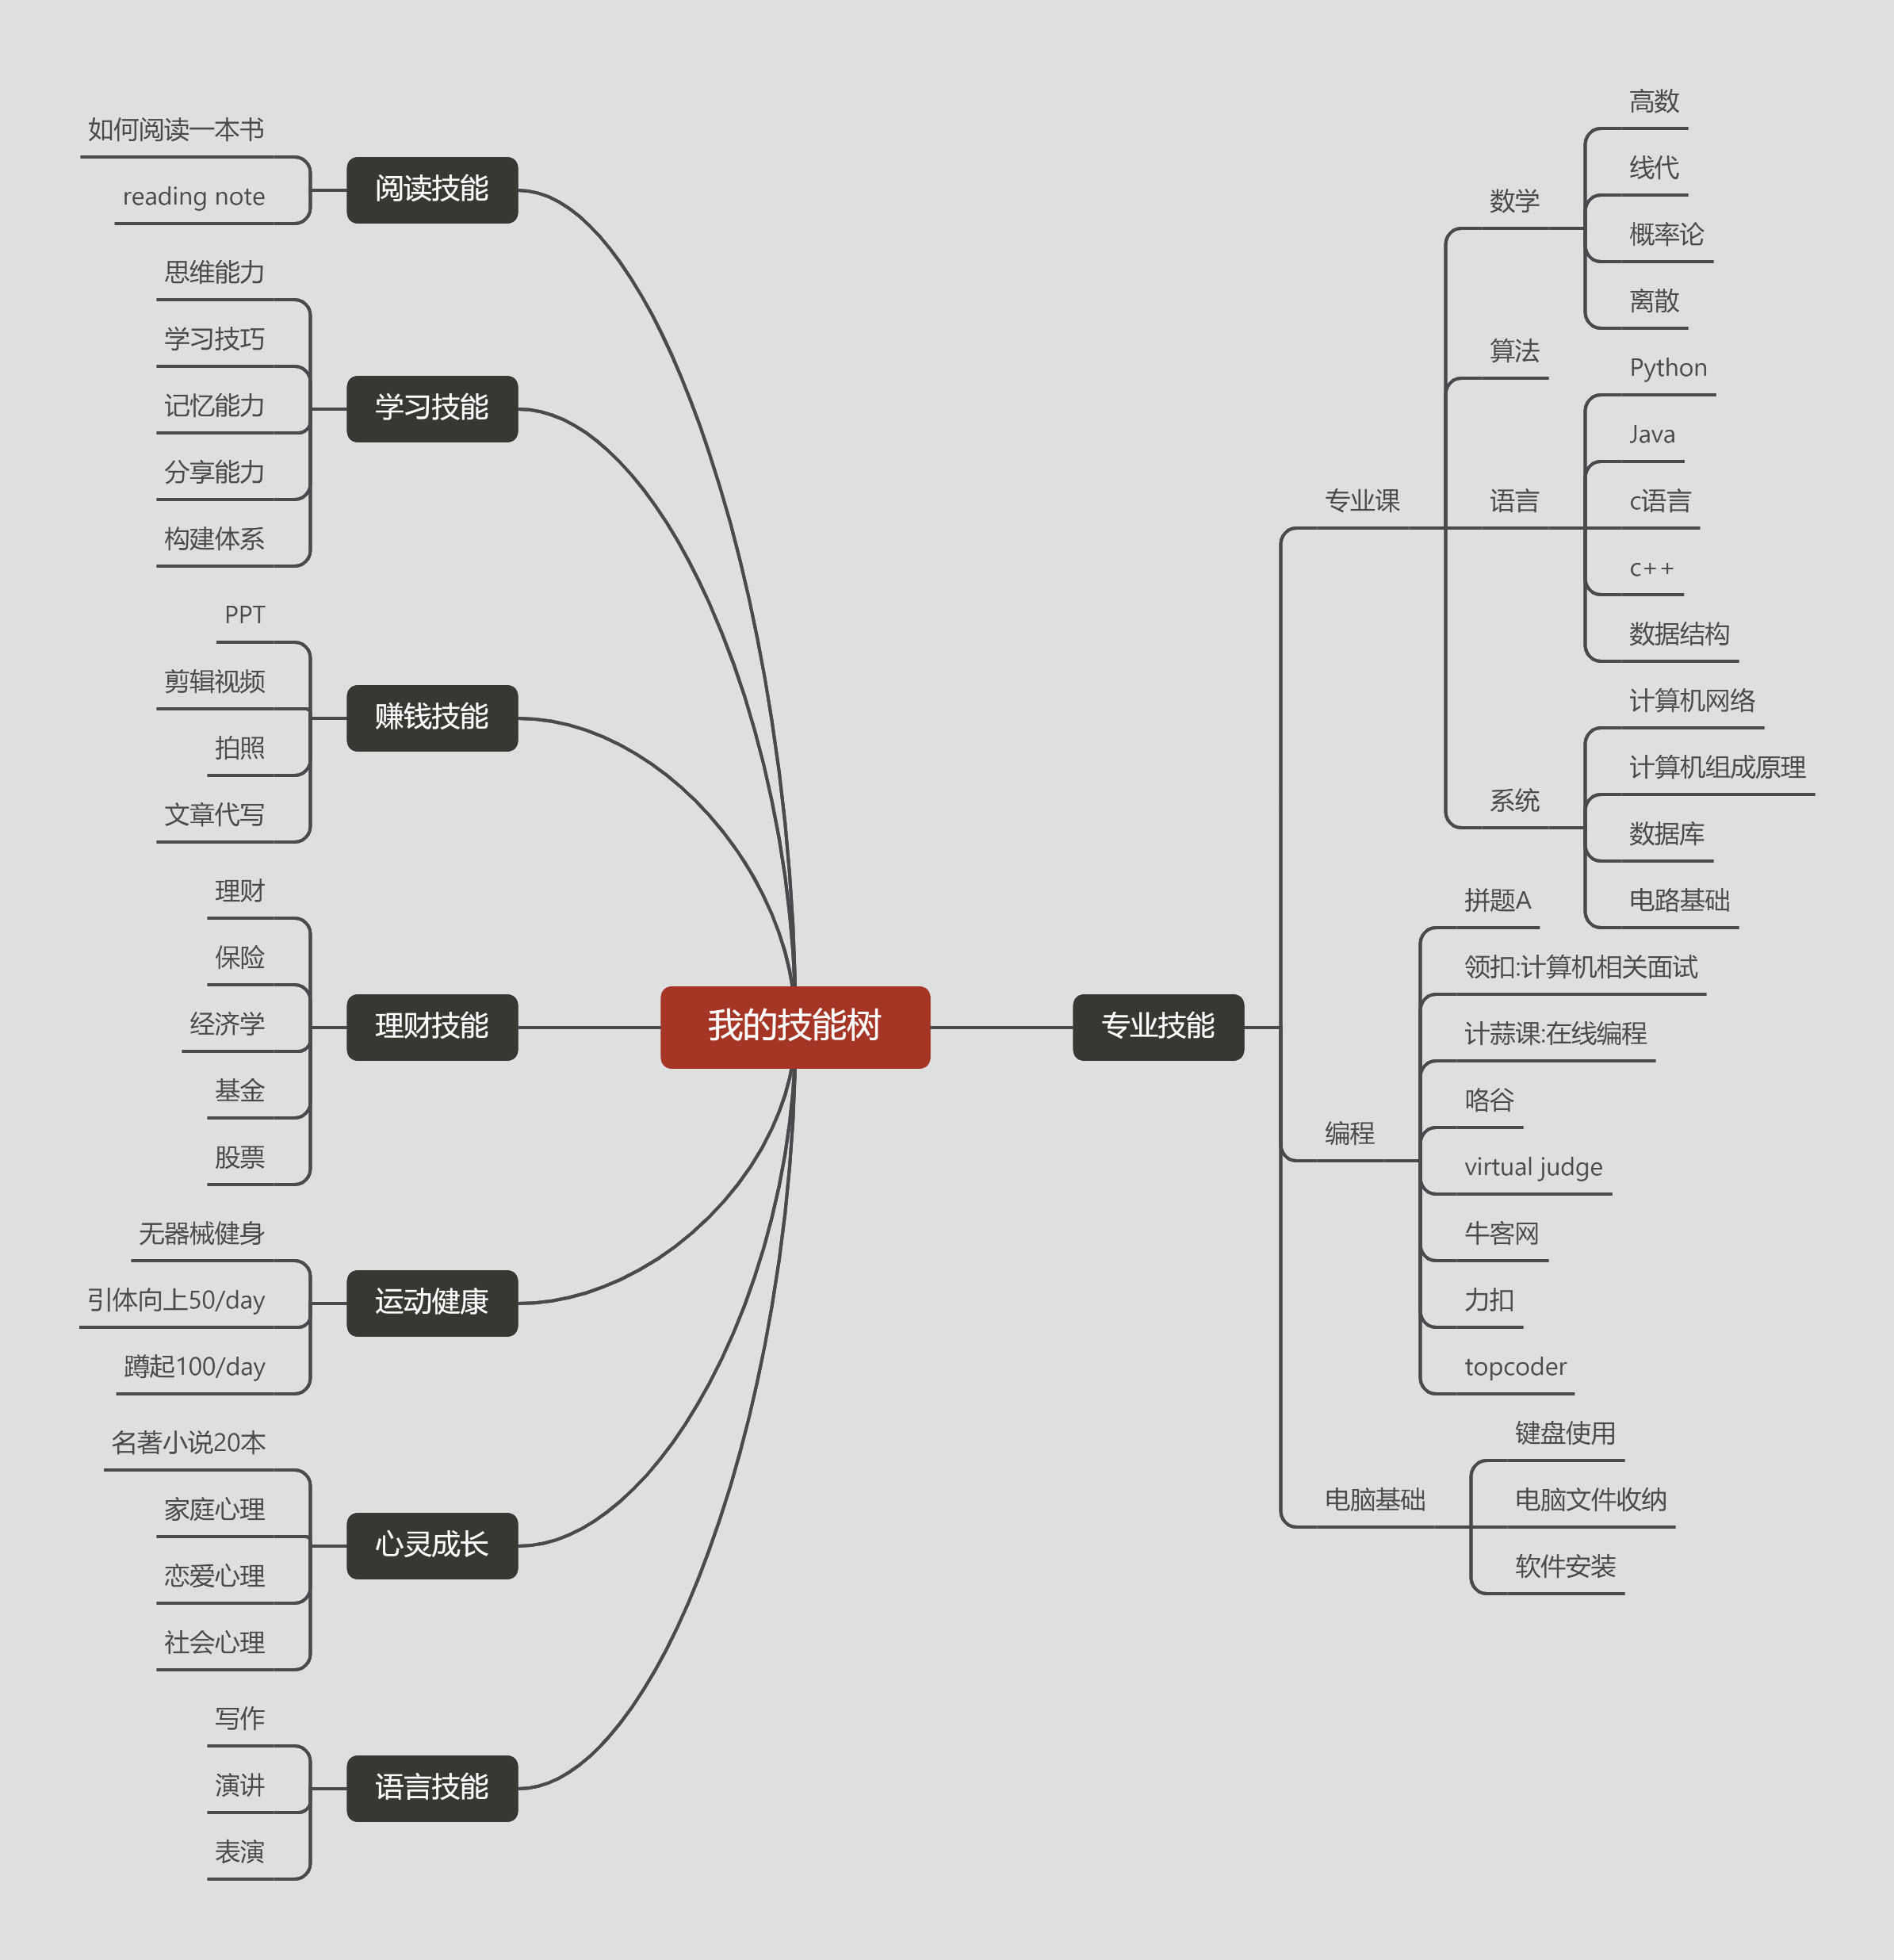 我的技能树
专业技能
专业课
数学
高数
线代
概率论
离散
算法
语言
Python
Java
c语言
c++
数据结构
系统
计算机网络
计算机组成原理
数据库
电路基础
编程
拼题A
领扣:计算机相关面试
计蒜课:在线编程
咯谷
virtual judge
牛客网
力扣
topcoder
电脑基础
键盘使用
电脑文件收纳
软件安装
阅读技能
如何阅读一本书
reading note
学习技能
思维能力
学习技巧
记忆能力
分享能力
构建体系
赚钱技能
PPT
剪辑视频
拍照
文章代写
理财技能
理财
保险
经济学
基金
股票
运动健康
无器械健身
引体向上50/day
蹲起100/day
心灵成长
名著小说20本
家庭心理
恋爱心理
社会心理
语言技能
写作
演讲
表演